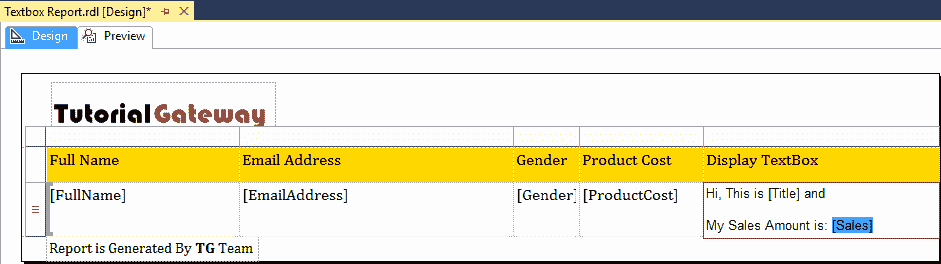 Textbox Report.rdl [Design]*
Design Preview
TutorialGateway
Full Name Email Address Gender Product Cost Display TextBox
[FullName] [EmailAddress] [Gender] [ProductCost] Hi, This is [Title] and
My Sales Amount is: [Sales]
Report is Generated By TG Team